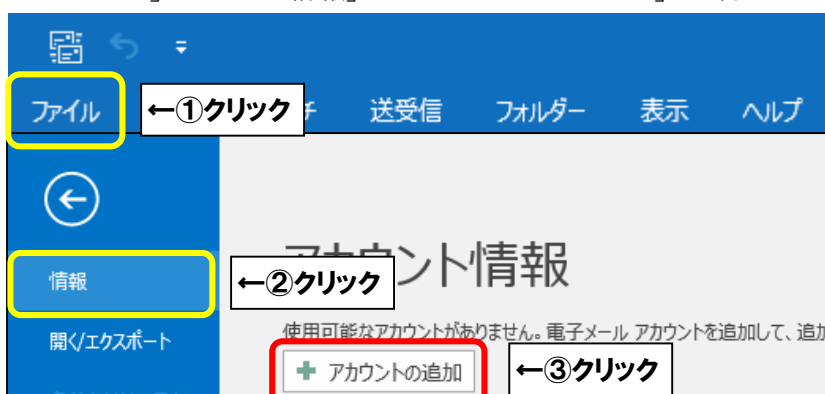 ファイル ←①クリック 送受信 フォルダー 表示 ヘルプ
アカウント情報
情報 ←②クリック
使用可能なアカウントがありません。電子メール アカウントを追加して、追加
開く/エクスポート
アカウントの追加 ←③クリック